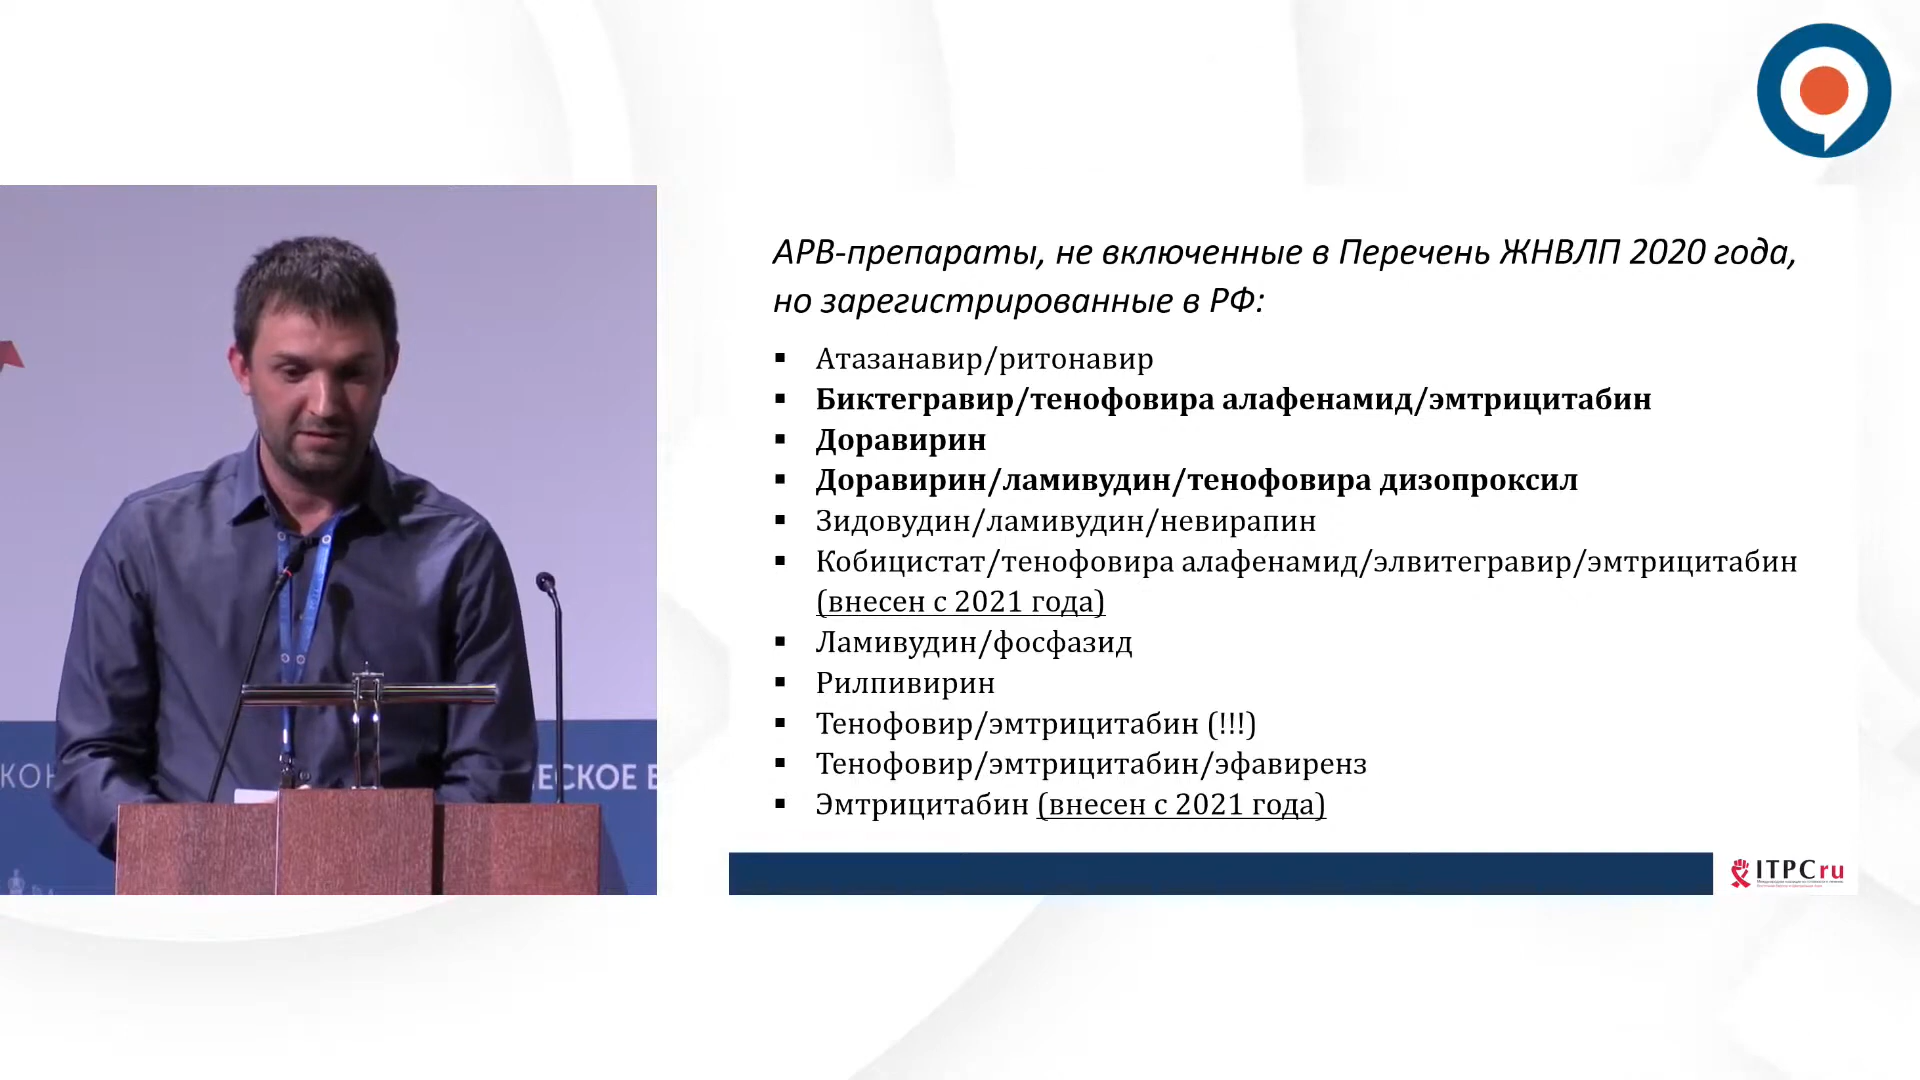 АРВ-препараты, не включенные в Перечень ЖНВЛП 2020 года,
но зарегистрированные в РФ:
▪ Атазанавир/ритонавир
▪ Биктегравир/тенофовира алафенамид/эмтрицитабин
▪ Доравирин
▪ Доравирин/ламивудин/тенофовира дизопроксил
▪ Зидовудин/ламивудин/невирапин
▪ Кобицистат/тенофовира алафенамид/элвитегравир/эмтрицитабин
(внесен с 2021 года)
▪ Ламивудин/фосфазид
▪ Рилпивирин
▪ Тенофовир/эмтрицитабин (!!!)
▪ Тенофовир/эмтрицитабин/эфавиренз
▪ Эмтрицитабин (внесен с 2021 года)
ITPCru